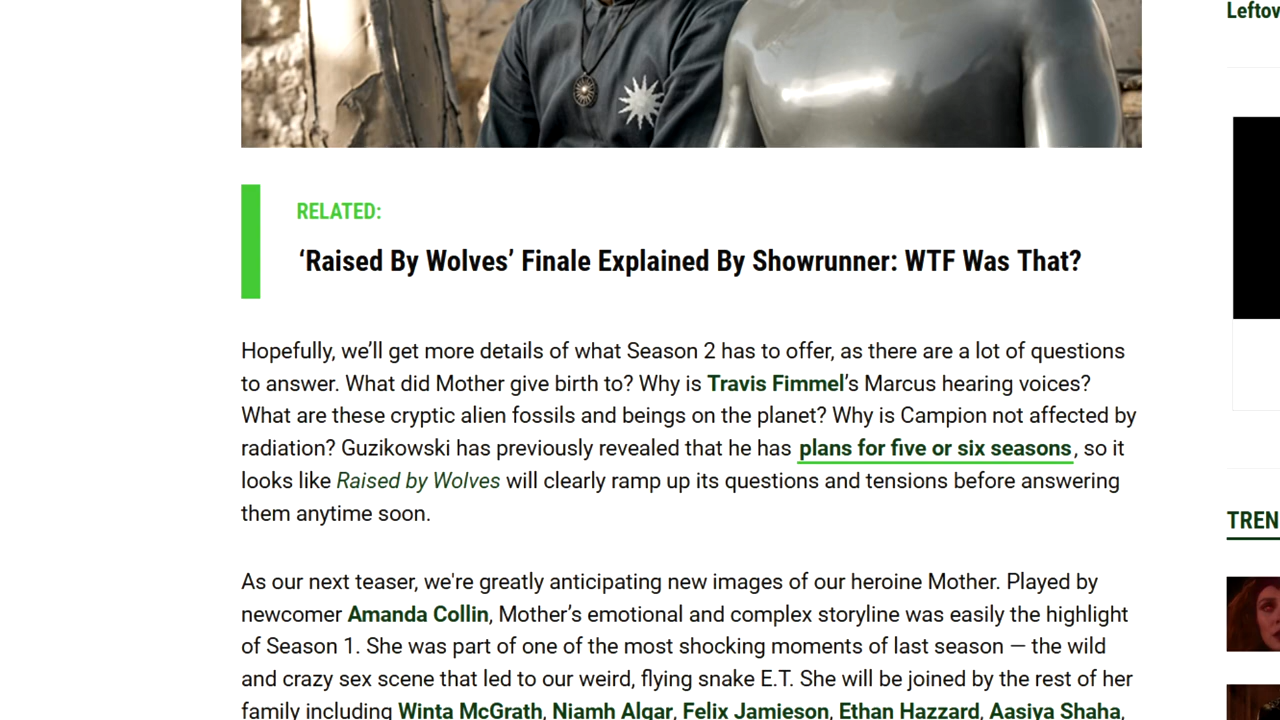 Leftov
RELATED:
‘Raised By Wolves’ Finale Explained By Showrunner: WTF Was That?
Hopefully, we’ll get more details of what Season 2 has to offer, as there are a lot of questions
to answer. What did Mother give birth to? Why is Travis Fimmel’s Marcus hearing voices?
What are these cryptic alien fossils and beings on the planet? Why is Campion not affected by
radiation? Guzikowski has previously revealed that he has plans for five or six seasons, so it
looks like Raised by Wolves will clearly ramp up its questions and tensions before answering
them anytime soon.
TREN
As our next teaser, we're greatly anticipating new images of our heroine Mother. Played by
newcomer Amanda Collin, Mother’s emotional and complex storyline was easily the highlight
of Season 1. She was part of one of the most shocking moments of last season — the wild
and crazy sex scene that led to our weird, flying snake E.T. She will be joined by the rest of her
family including Winta McGrath, Niamh Algar, Felix Jamieson, Ethan Hazzard, Aasiya Shaha,